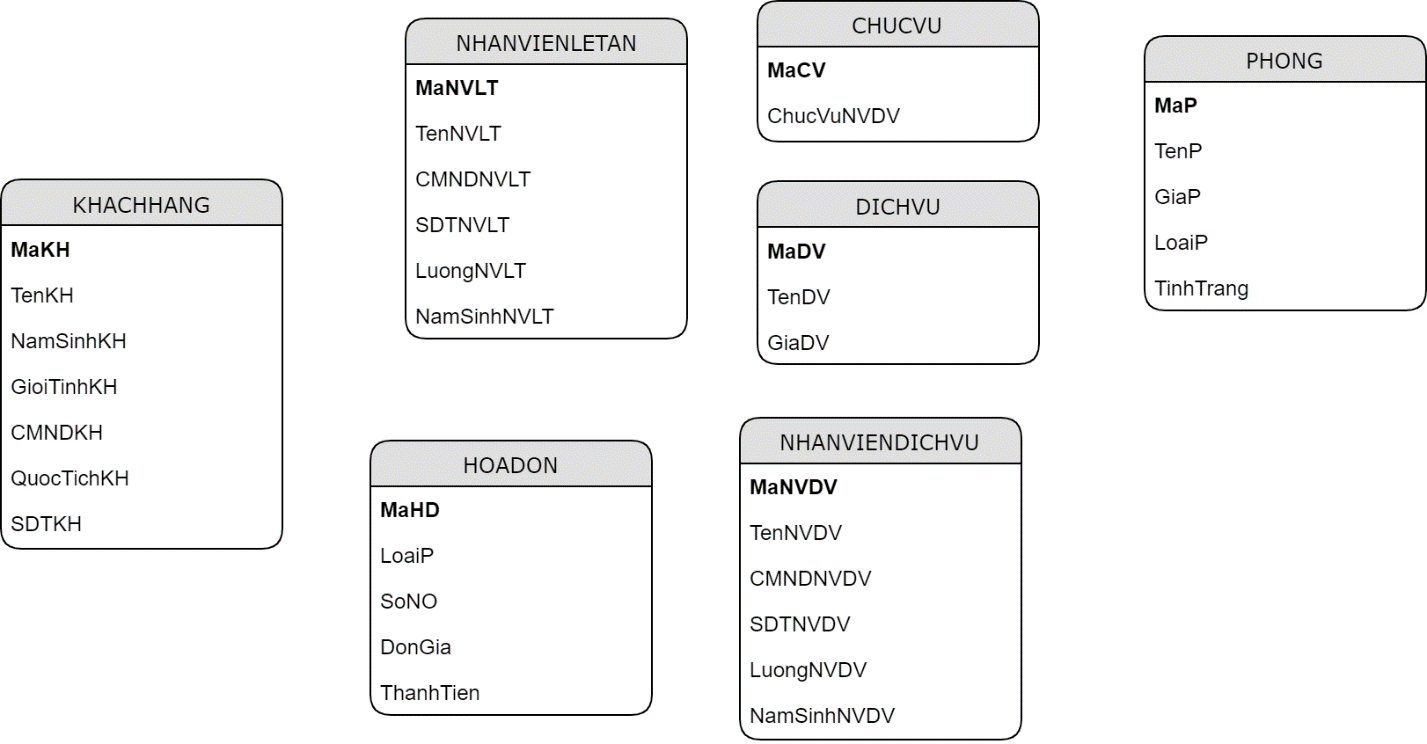 KHACHHANG
MaKH
TenKH
NamSinhKH
GioiTinhKH
CMNDKH
QuocTichKH
SDTKH
NHANVIENLETAN
MaNVLT
TenNVLT
CMNDNVLT
SDTNVLT
LuongNVLT
NamSinhNVLT
HOADON
MaHD
LoaiP
SoNO
DonGia
ThanhTien
CHUCVU
MaCV
ChucVuNVDV
DICHVU
MaDV
TenDV
GiaDV
NHANVIENDICHVU
MaNVDV
TenNVDV
CMNDNVDV
SDTNVDV
LuongNVDV
NamSinhNVDV
PHONG
MaP
TenP
GiaP
LoaiP
TinhTrang